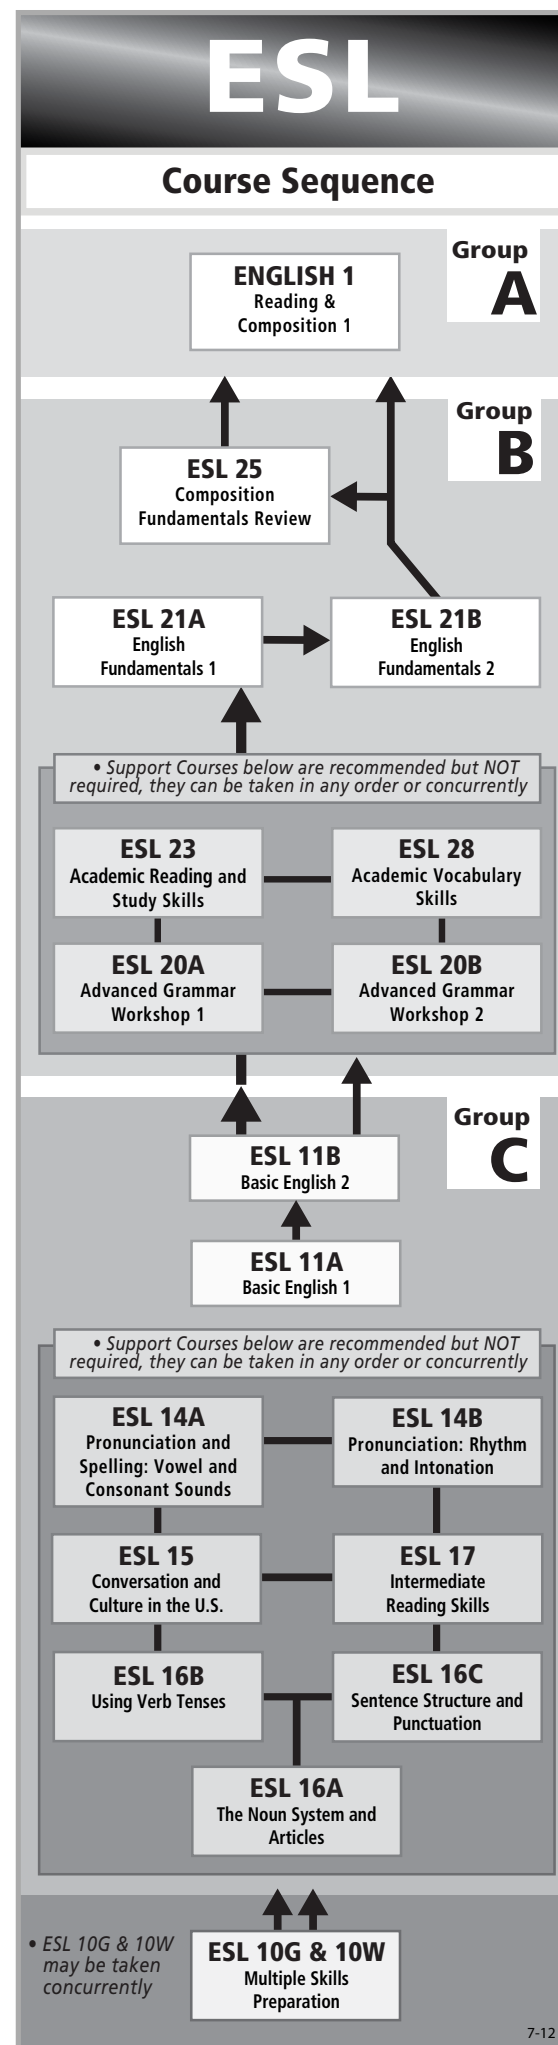 ESL
Course Sequence
Group
A
ENGLISH 1
Reading &
Composition 1
Group
B
ESL 25
Composition
Fundamentals Review
ESL 21A
English
Fundamentals 1
ESL 21B
English
Fundamentals 2
• Support Courses below are recommended but NOT
required, they can be taken in any order or concurrently
ESL 23
Academic Reading and
Study Skills
ESL 28
Academic Vocabulary
Skills
ESL 20A
Advanced Grammar
Workshop 1
ESL 20B
Advanced Grammar
Workshop 2
Group
C
ESL 11B
Basic English 2
ESL 11A
Basic English 1
• Support Courses below are recommended but NOT
required, they can be taken in any order or concurrently
ESL 14A
Pronunciation and
Spelling: Vowel and
Consonant Sounds
ESL 14B
Pronunciation: Rhythm
and Intonation
ESL 15
Conversation and
Culture in the U.S.
ESL 17
Intermediate
Reading Skills
ESL 16B
Using Verb Tenses
ESL 16C
Sentence Structure and
Punctuation
ESL 16A
The Noun System and
Articles
• ESL 10G & 10W
may be taken
concurrently
ESL 10G & 10W
Multiple Skills
Preparation
7-12